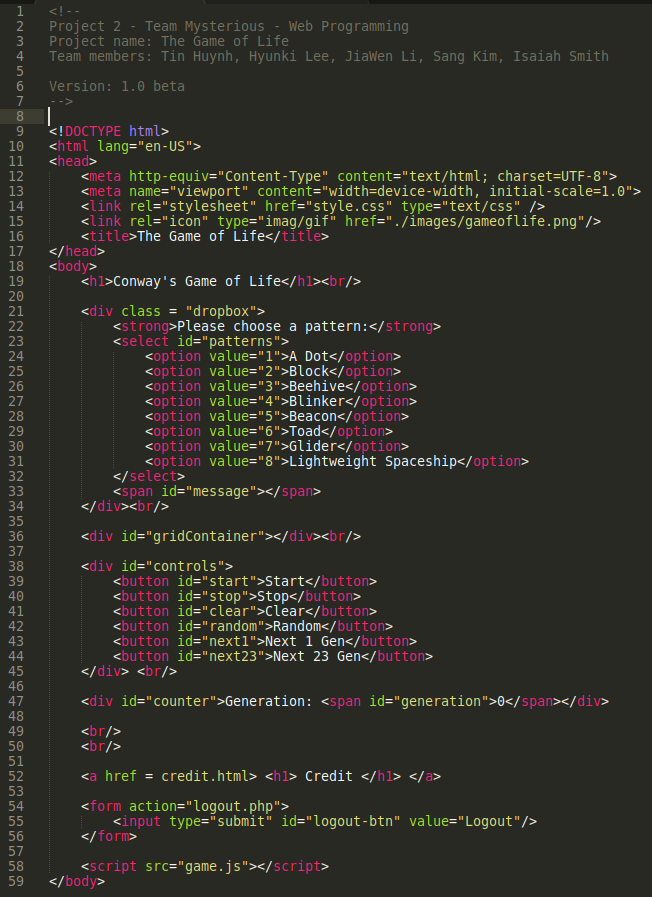 1 <!--
2 Project 2 - Team Mysterious - Web Programming
3 Project name: The Game of Life
4 Team members: Tin Huynh, Hyunki Lee, JiaWen Li, Sang Kim, Isaiah Smith
5
6 Version: 1.0 beta
7 -->
8
9 <!DOCTYPE html>
10 <html lang="en-US">
11 <head>
12     <meta http-equiv="Content-Type" content="text/html; charset=UTF-8">
13     <meta name="viewport" content="width=device-width, initial-scale=1.0">
14     <link rel="stylesheet" href="style.css" type="text/css" />
15     <link rel="icon" type="imag/gif" href="./images/gameoflife.png"/>
16     <title>The Game of Life</title>
17 </head>
18 <body>
19     <h1>Conway's Game of Life</h1><br/>
20
21     <div class = "dropbox">
22         <strong>Please choose a pattern:</strong>
23         <select id="patterns">
24             <option value="1">A Dot</option>
25             <option value="2">Block</option>
26             <option value="3">Beehive</option>
27             <option value="4">Blinker</option>
28             <option value="5">Beacon</option>
29             <option value="6">Toad</option>
30             <option value="7">Glider</option>
31             <option value="8">Lightweight Spaceship</option>
32         </select>
33         <span id="message"></span>
34     </div><br/>
35
36     <div id="gridContainer"></div><br/>
37
38     <div id="controls">
39         <button id="start">Start</button>
40         <button id="stop">Stop</button>
41         <button id="clear">Clear</button>
42         <button id="random">Random</button>
43         <button id="next1">Next 1 Gen</button>
44         <button id="next23">Next 23 Gen</button>
45     </div> <br/>
46
47     <div id="counter">Generation: <span id="generation">0</span></div>
48
49     <br/>
50     <br/>
51
52     <a href = credit.html> <h1> Credit </h1> </a>
53
54     <form action="logout.php">
55         <input type="submit" id="logout-btn" value="Logout"/>
56     </form>
57
58     <script src="game.js"></script>
59 </body>